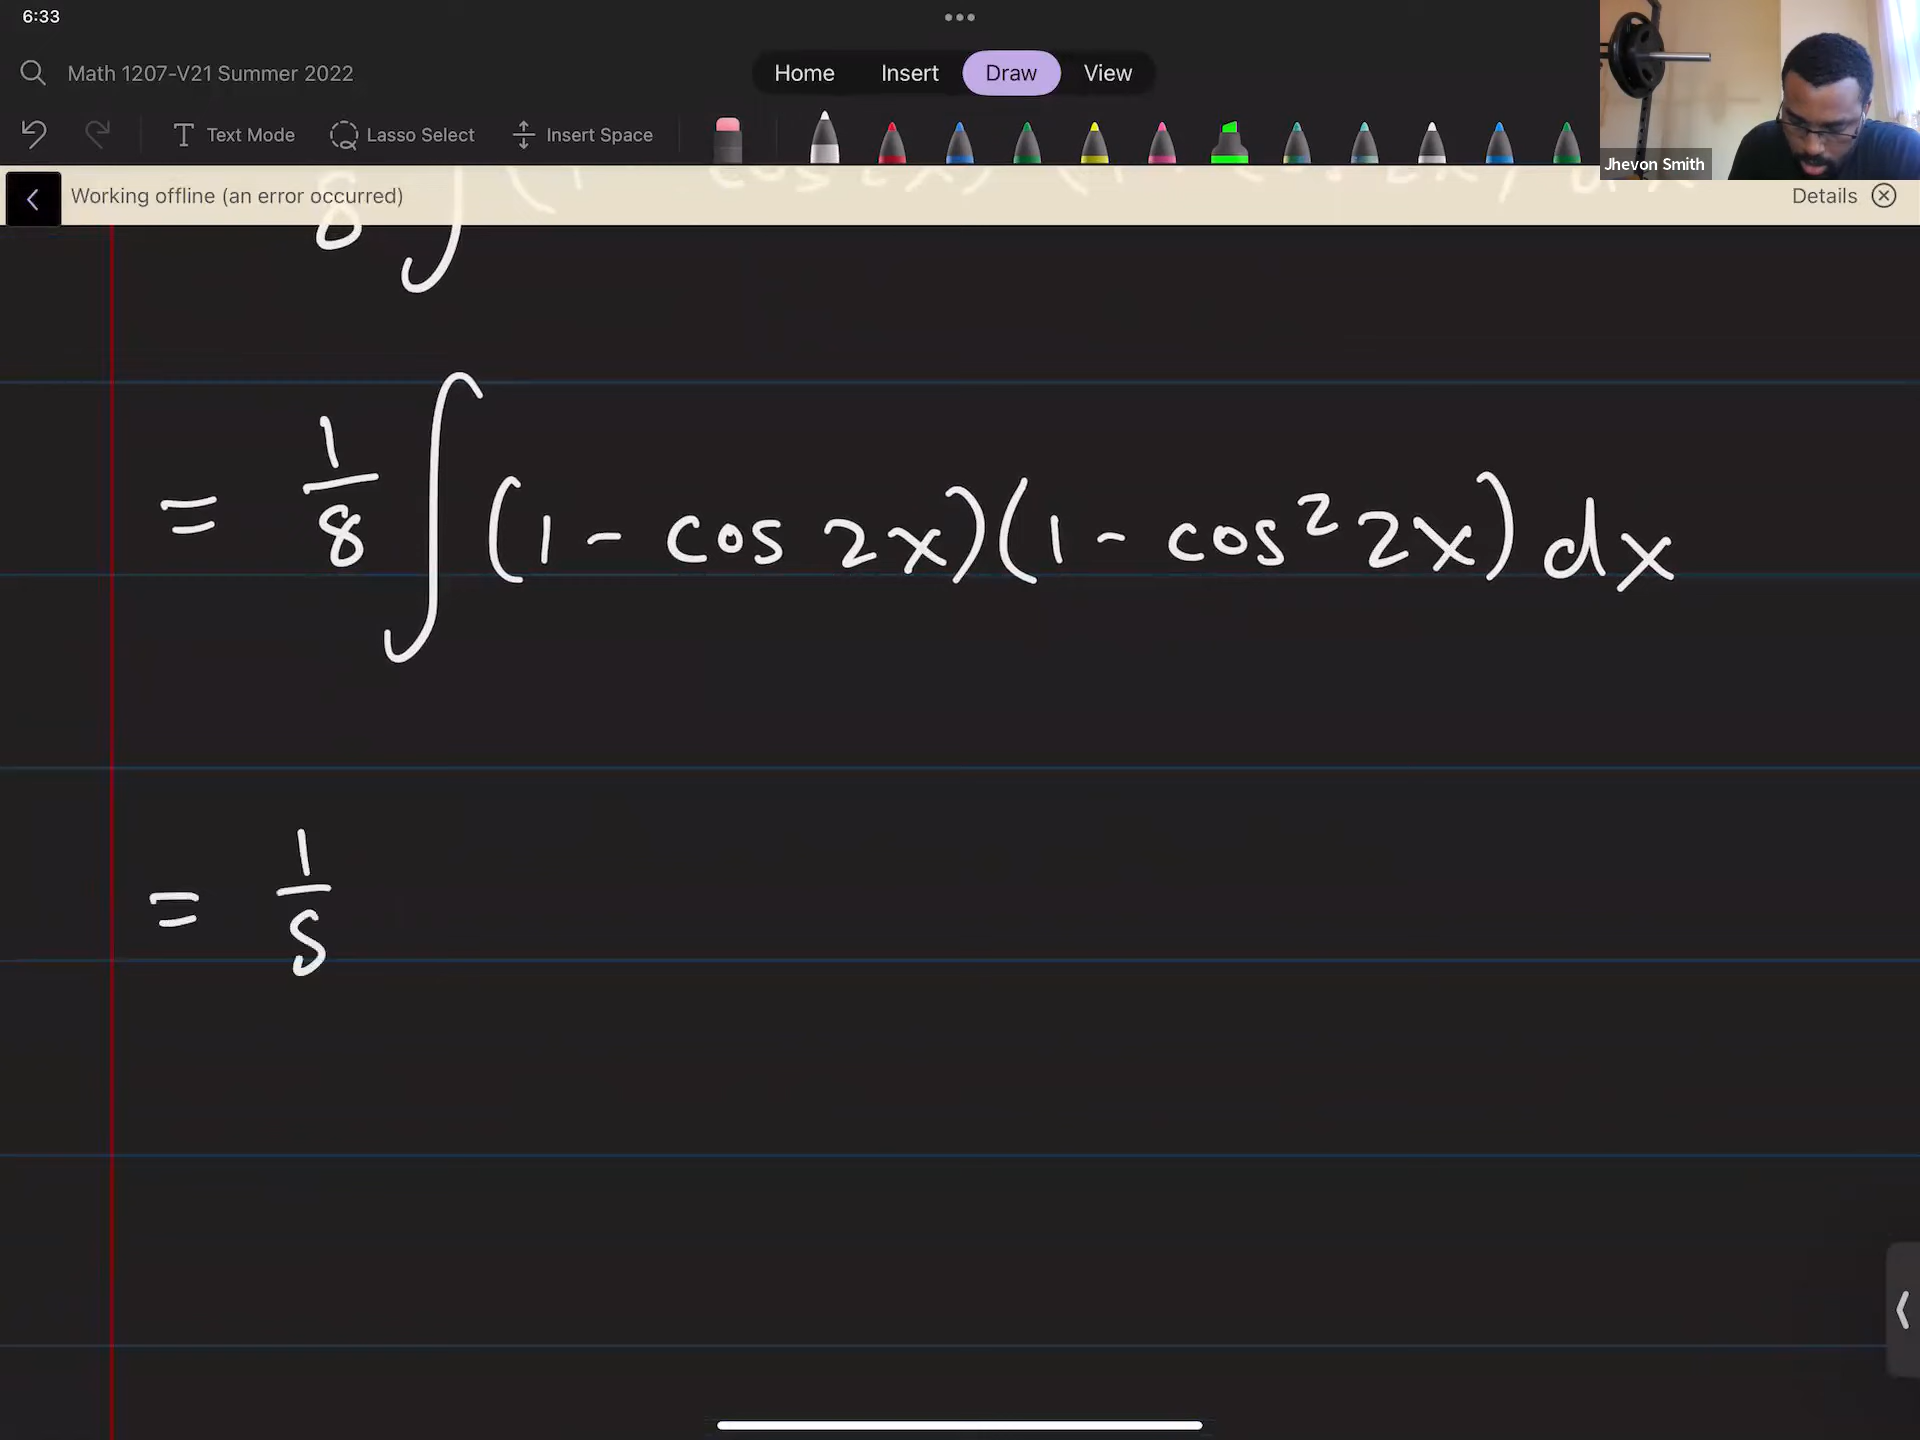 6:33
Math 1207-V21 Summer 2022
Home Insert Draw View
Text Mode Lasso Select Insert Space
Jhevon Smith
Working offline (an error occurred) Details
= 1/8 ∫ (1 - cos 2x)(1 - cos² 2x) dx
= 1/